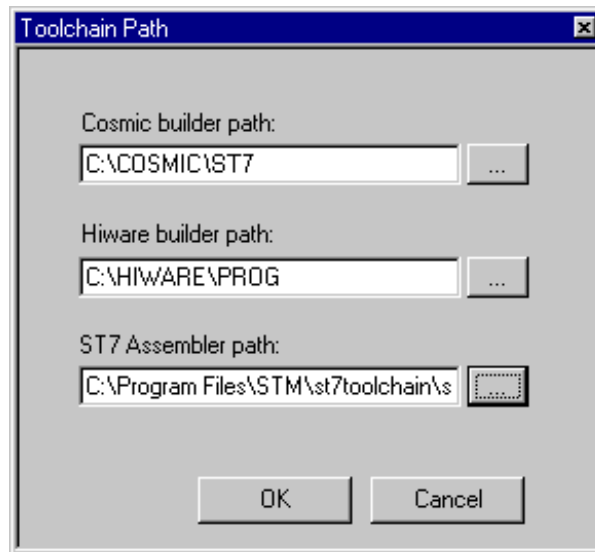 Toolchain Path
Cosmic builder path:
C:\COSMIC\ST7
...
Hiware builder path:
C:\HIWARE\PROG
...
ST7 Assembler path:
C:\Program Files\STM\st7toolchain\s
...
OK
Cancel